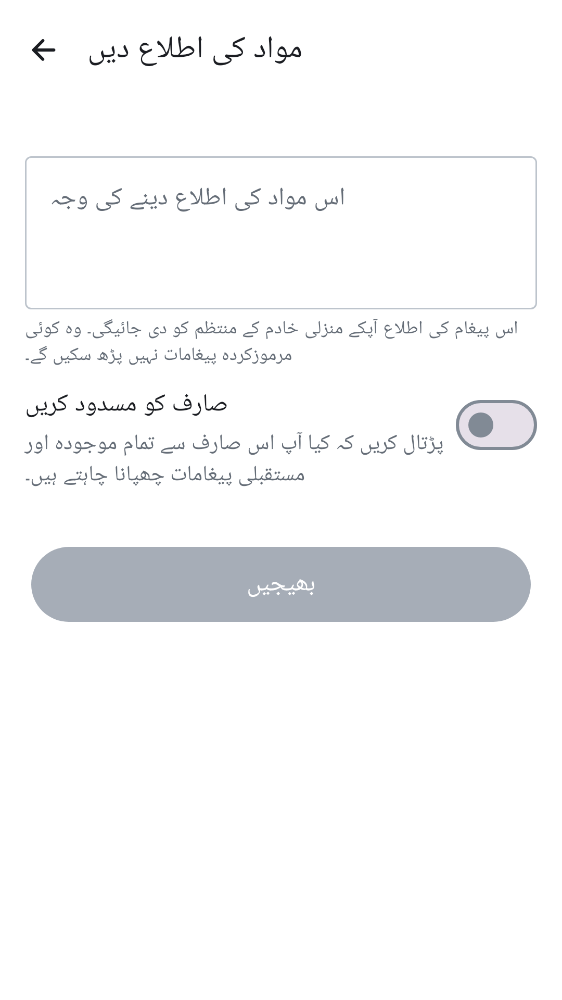 مواد کی اطلاع دیں
اس مواد کی اطلاع دینے کی وجہ
اس پیغام کی اطلاع آپکے منزلی خادم کے منتظم کو دی جائیگی۔ وہ کوئی
مرموزکردہ پیغامات نہیں پڑھ سکیں گے۔
صارف کو مسدود کریں
پڑتال کریں کہ کیا آپ اس صارف سے تمام موجودہ اور
مستقبلی پیغامات چھپانا چاہتے ہیں۔
بھیجیں